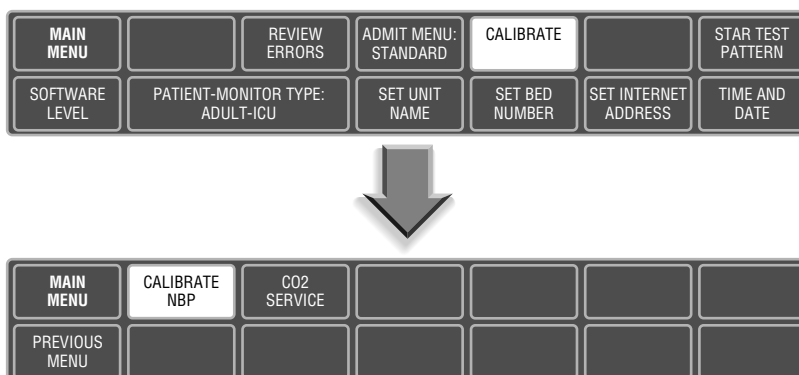 MAIN
MENU
REVIEW
ERRORS
ADMIT MENU:
STANDARD
CALIBRATE
STAR TEST
PATTERN
SOFTWARE
LEVEL
PATIENT-MONITOR TYPE:
ADULT-ICU
SET UNIT
NAME
SET BED
NUMBER
SET INTERNET
ADDRESS
TIME AND
DATE
MAIN
MENU
CALIBRATE
NBP
CO2
SERVICE
PREVIOUS
MENU